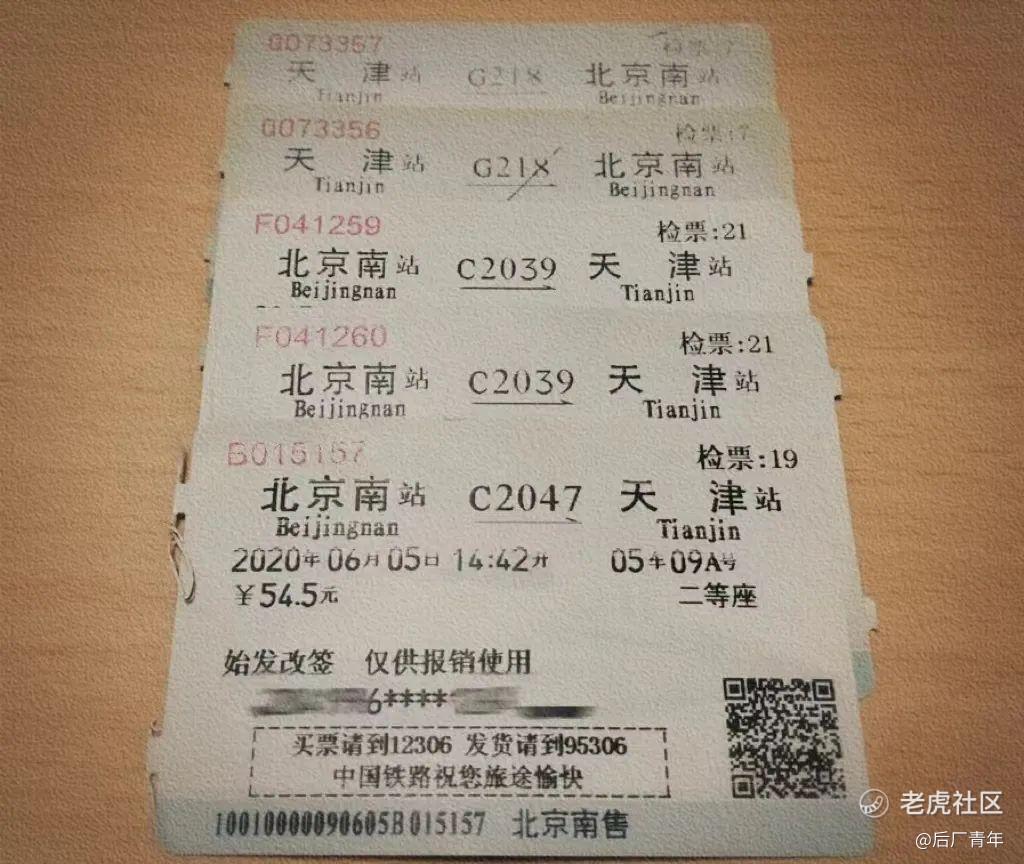 G073357 检票:7
天津站 G218 北京南站
Tianjin Beijingnan
G073356 检票:7
天津站 G218 北京南站
Tianjin Beijingnan
F041259 检票:21
北京南站 C2039 天津站
Beijingnan Tianjin
F041260 检票:21
北京南站 C2039 天津站
Beijingnan Tianjin
B015157 检票:19
北京南站 C2047 天津站
Beijingnan Tianjin
2020年06月05日 14:42开 05车09A号
¥54.5元 二等座
始发改签 仅供报销使用
6****
买票请到12306 发货请到95306
中国铁路祝您旅途愉快
10010000090605B015157 北京南售
老虎社区
@后厂青年